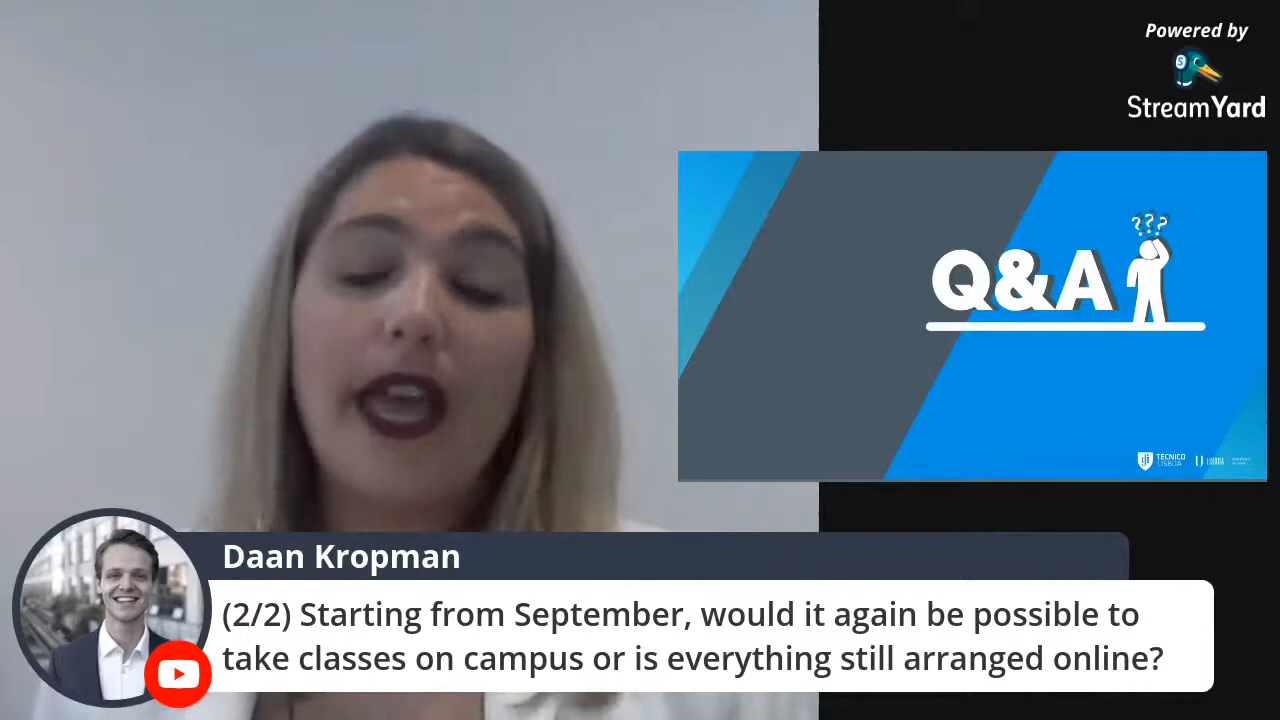 Powered by
S
StreamYard
???
Q&A
TÉCNICO
LISBOA
U LISBOA
Daan Kropman
(2/2) Starting from September, would it again be possible to
take classes on campus or is everything still arranged online?